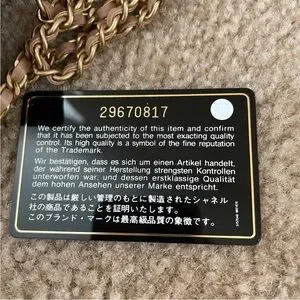 29670817
We certify the authenticity of this item and confirm
that it has been subjected to the most exacting quality
control. Its high quality is a symbol of the fine reputation
of the Trademark.
Wir bestätigen, dass es sich um einen Artikel handelt,
der während seiner Herstellung strengsten Kontrollen
unterworfen war, und dessen erstklassige Qualität
dem hohen Ansehen unserer Marke entspricht.
この製品は厳しい管理のもとに製造されたシャネル
社の商品であることを証明いたします。
このブランド・マークは最高級品質の象徴です。